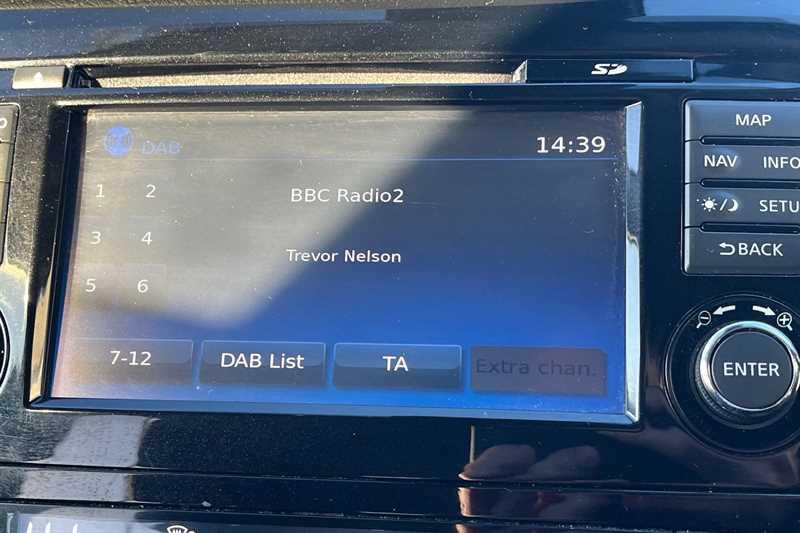 SD
DAB
14:39
1 2
BBC Radio2
3 4
Trevor Nelson
5 6
7-12
DAB List
TA
Extra chan.
MAP
NAV
INFO
SETU
BACK
ENTER